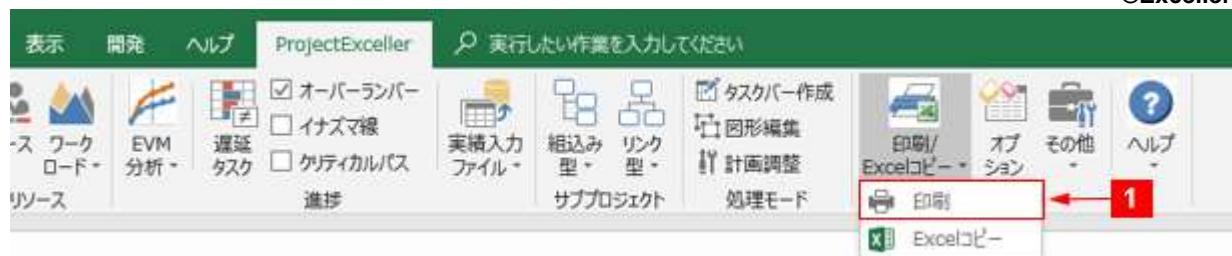 表示 開発 ヘルプ ProjectExceller 実行したい作業を入力してください
ワーク
ロード
EVM
分析
遅延
タスク
オーバーランバー
イナズマ線
クリティカルパス
実績入力
ファイル
組込み
型
リンク
型
タスクバー作成
図形編集
計画調整
印刷/
Excelコピー
オプ
ション
その他
ヘルプ
リソース 進捗 サブプロジェクト 処理モード
印刷
1
Excelコピー